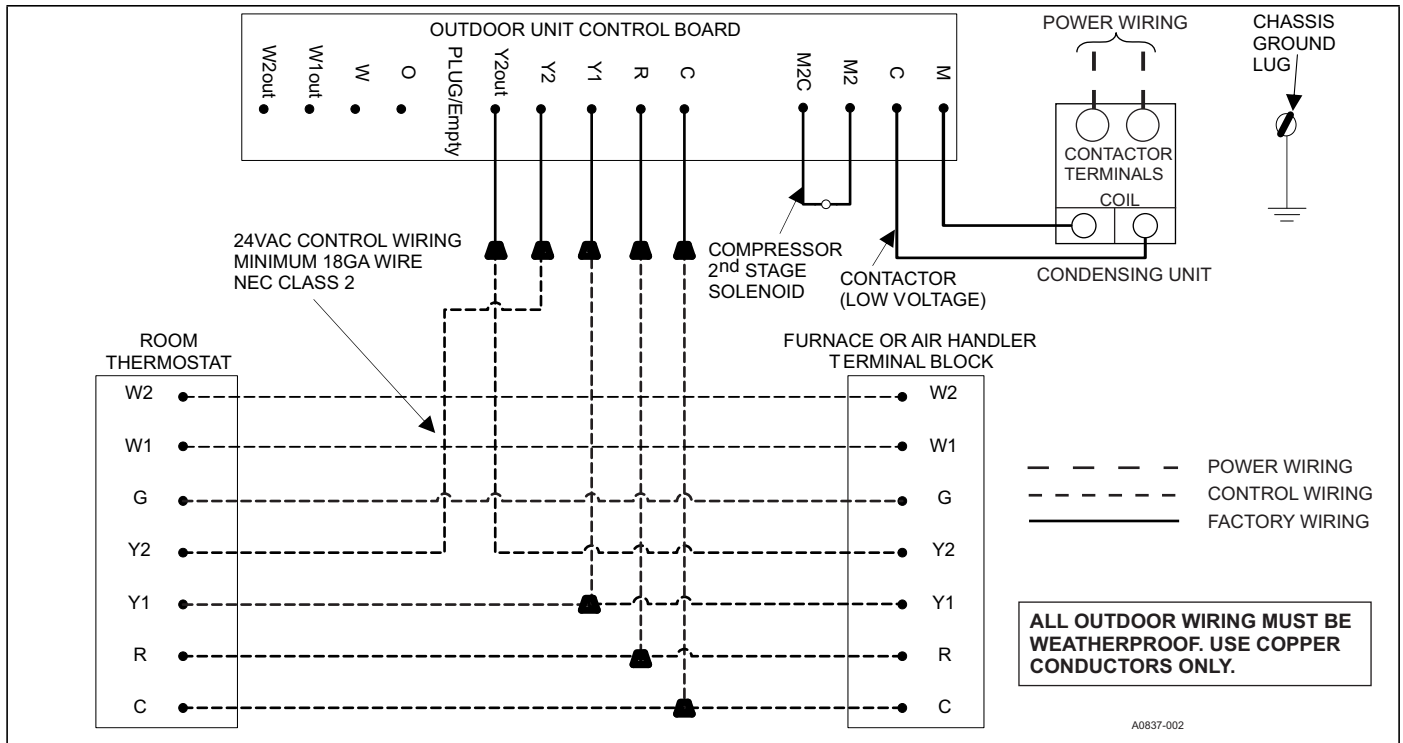 OUTDOOR UNIT CONTROL BOARD
W2out
W1out
W
O
PLUG/Empty
Y2out
Y2
Y1
R
C
M2C
M2
C
M
POWER WIRING
CHASSIS
GROUND
LUG
CONTACTOR
TERMINALS
COIL
24VAC CONTROL WIRING
MINIMUM 18GA WIRE
NEC CLASS 2
COMPRESSOR
2nd STAGE
SOLENOID
CONTACTOR
(LOW VOLTAGE)
CONDENSING UNIT
ROOM
THERMOSTAT
W2
W1
G
Y2
Y1
R
C
FURNACE OR AIR HANDLER
TERMINAL BLOCK
W2
W1
G
Y2
Y1
R
C
POWER WIRING
CONTROL WIRING
FACTORY WIRING
ALL OUTDOOR WIRING MUST BE
WEATHERPROOF. USE COPPER
CONDUCTORS ONLY.
A0837-002